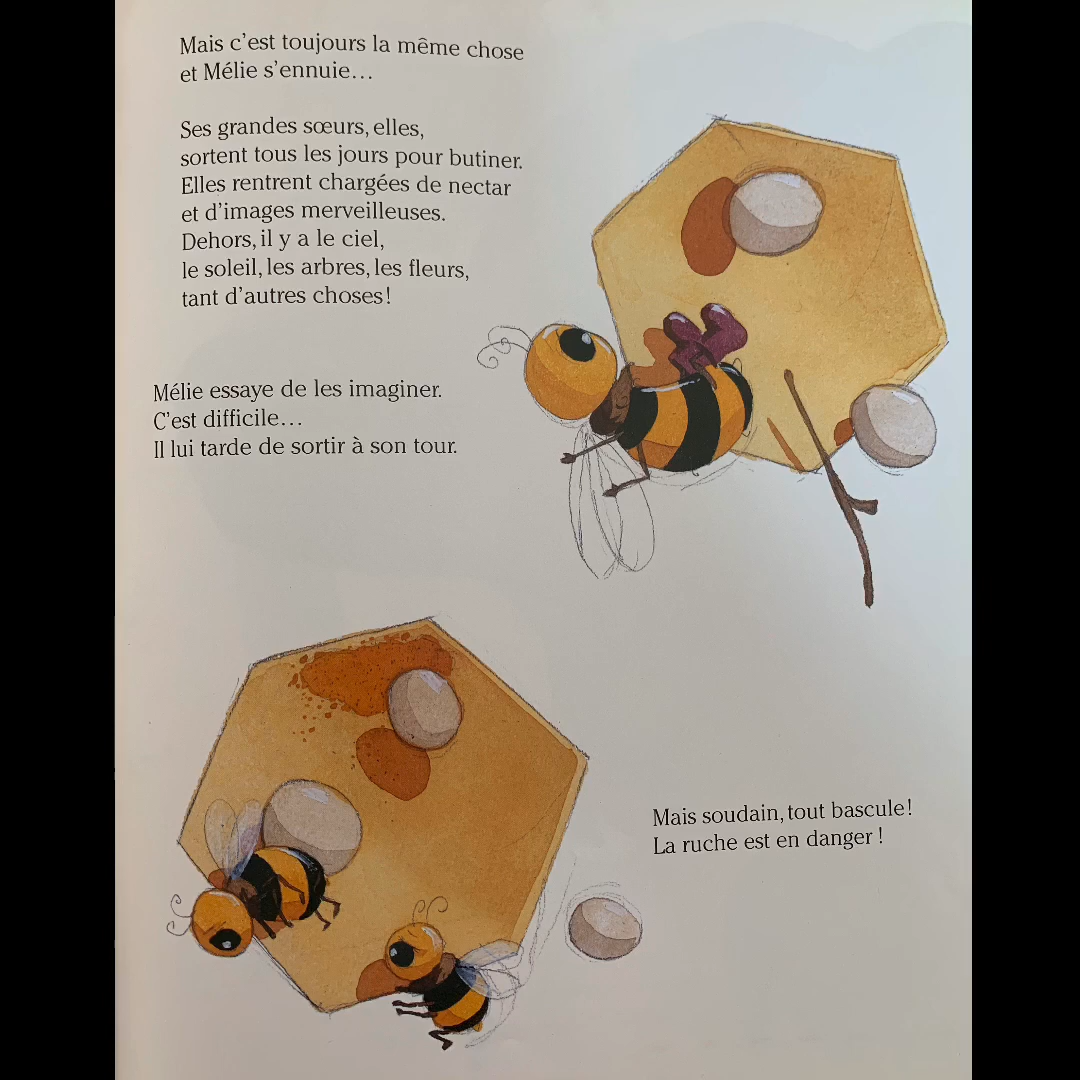 Mais c'est toujours la même chose
et Mélie s'ennuie...
Ses grandes sœurs, elles,
sortent tous les jours pour butiner.
Elles rentrent chargées de nectar
et d'images merveilleuses.
Dehors, il y a le ciel,
le soleil, les arbres, les fleurs,
tant d'autres choses !
Mélie essaye de les imaginer.
C'est difficile...
Il lui tarde de sortir à son tour.
Mais soudain, tout bascule !
La ruche est en danger !